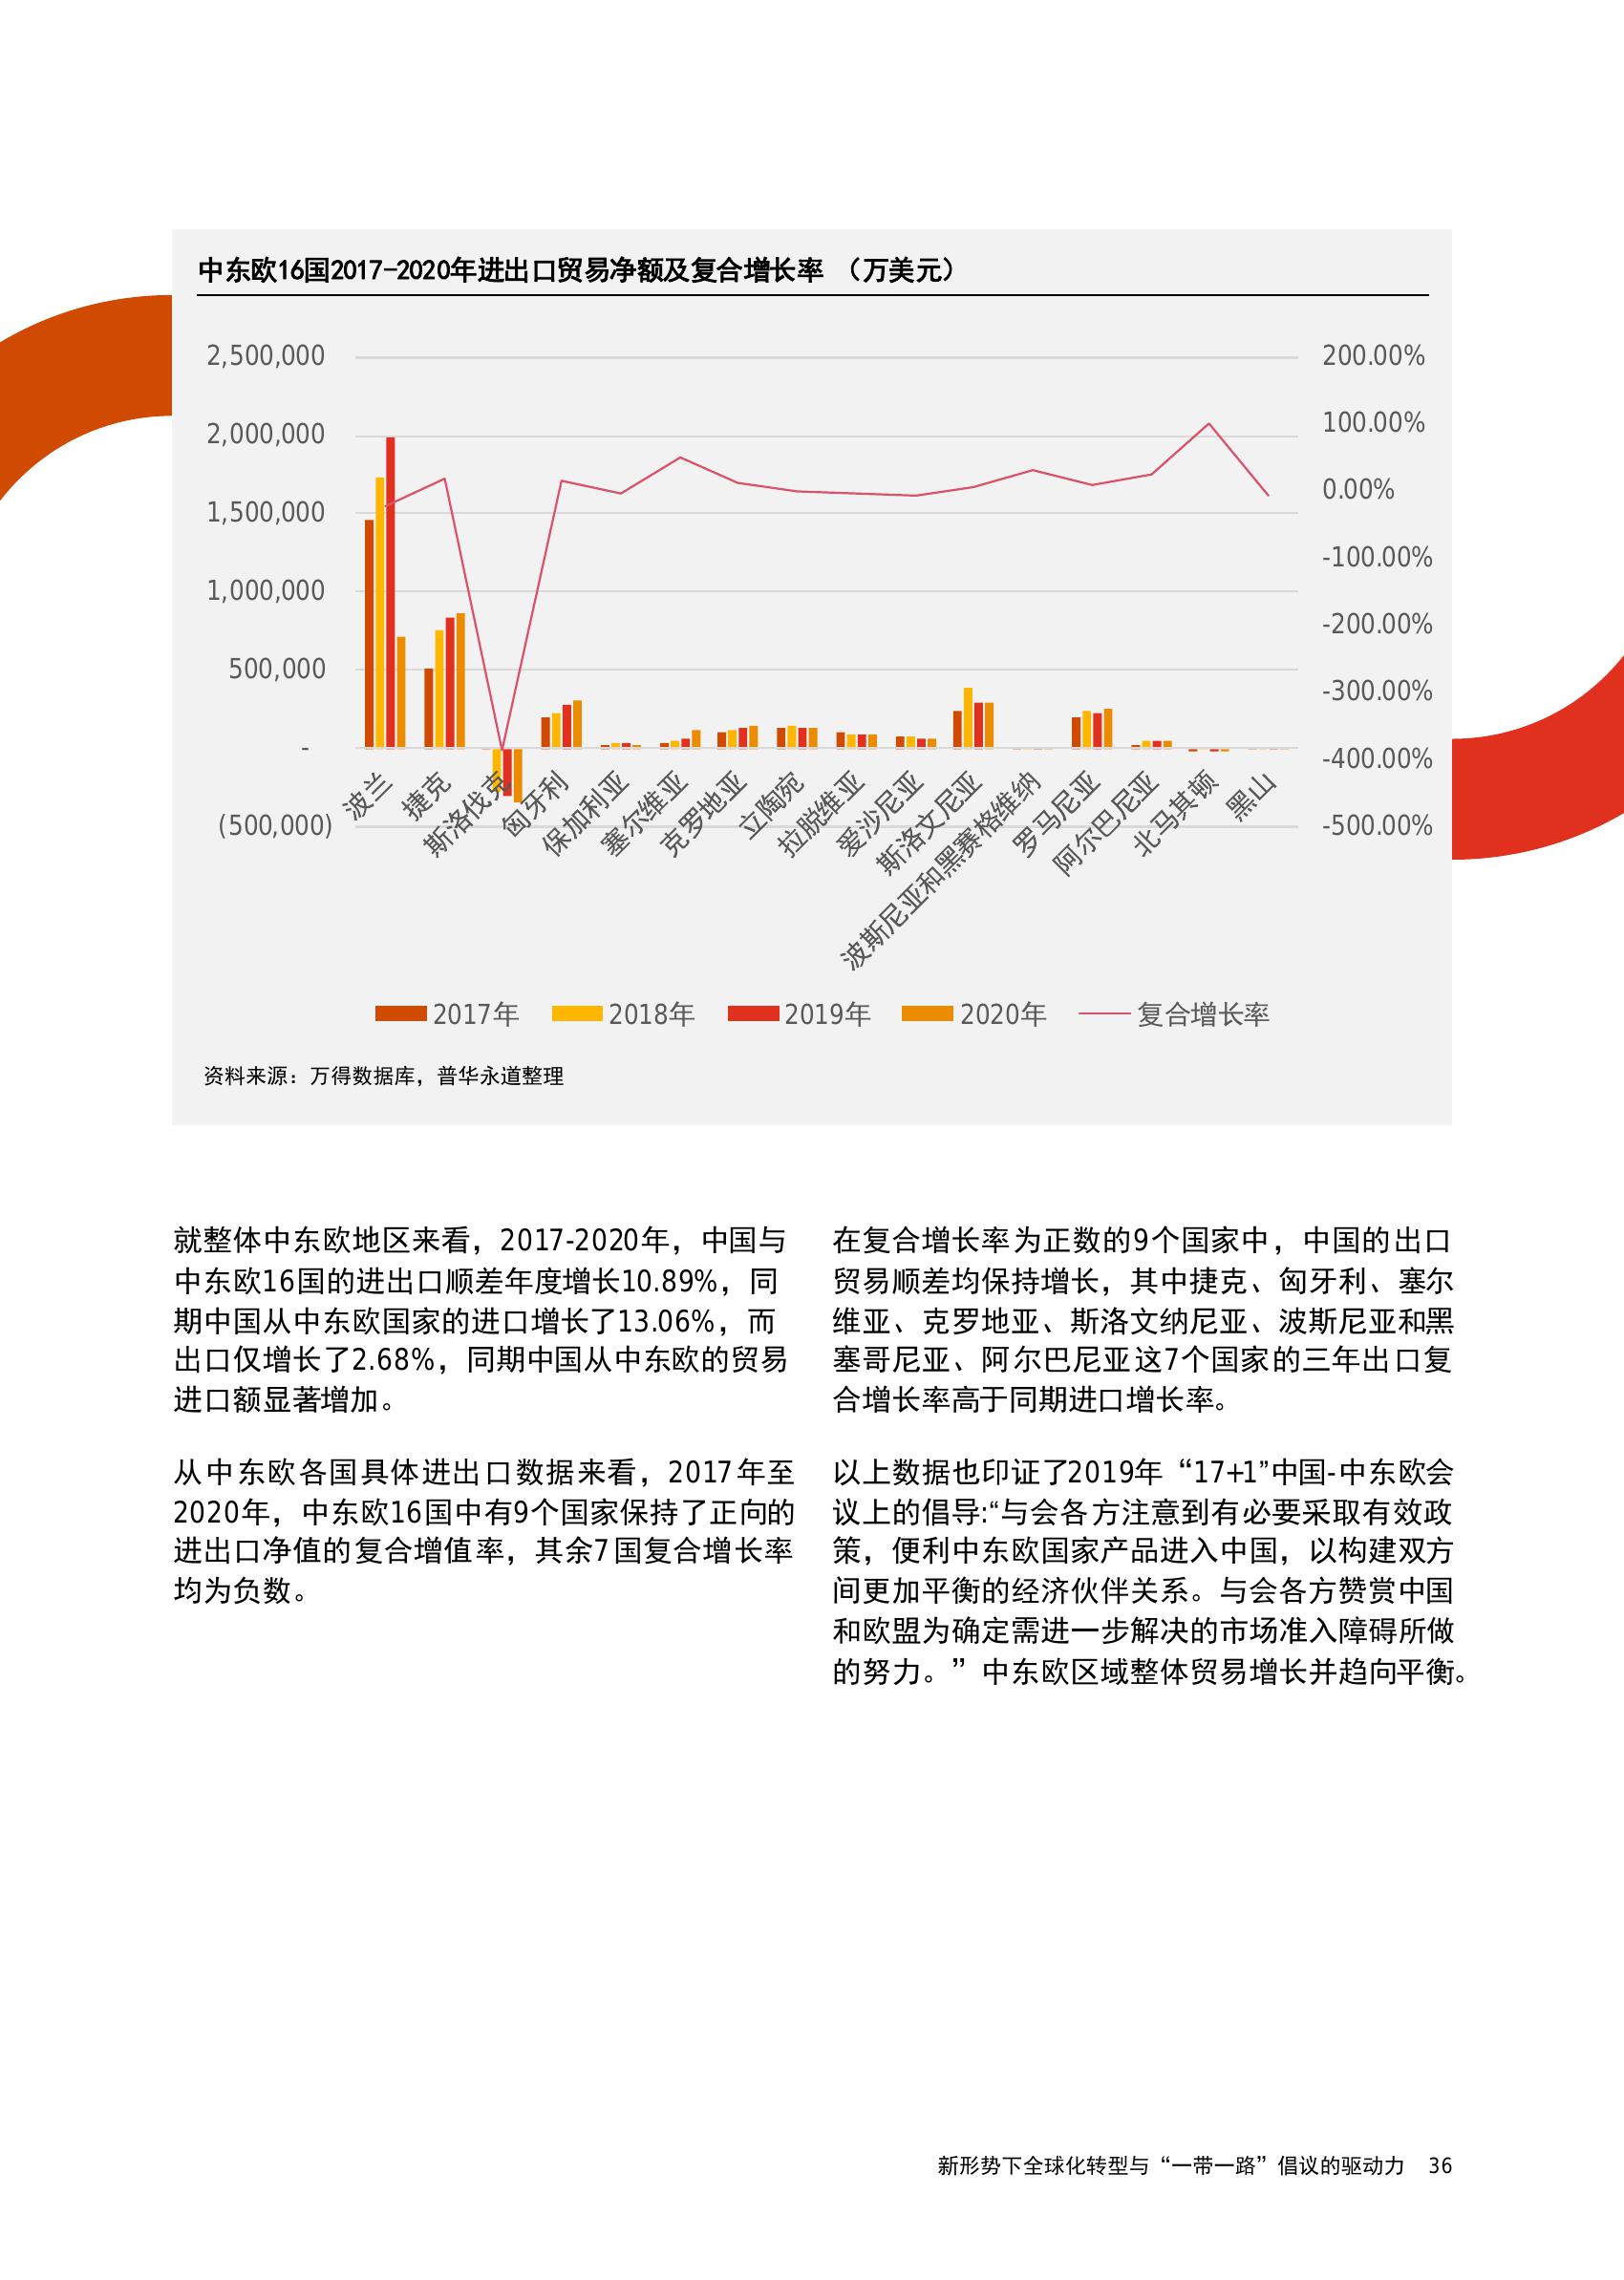 中东欧16国2017-2020年进出口贸易净额及复合增长率 （万美元）
2,500,000
2,000,000
1,500,000
1,000,000
500,000
-
(500,000)
200.00%
100.00%
0.00%
-100.00%
-200.00%
-300.00%
-400.00%
-500.00%
波兰
捷克
斯洛伐克
匈牙利
保加利亚
塞尔维亚
克罗地亚
立陶宛
拉脱维亚
爱沙尼亚
斯洛文尼亚
波斯尼亚和黑赛格维纳
罗马尼亚
阿尔巴尼亚
北马其顿
黑山
2017年 2018年 2019年 2020年 复合增长率
资料来源：万得数据库，普华永道整理
就整体中东欧地区来看，2017-2020年，中国与
中东欧16国的进出口顺差年度增长10.89%，同
期中国从中东欧国家的进口增长了13.06%，而
出口仅增长了2.68%，同期中国从中东欧的贸易
进口额显著增加。
从中东欧各国具体进出口数据来看，2017年至
2020年，中东欧16国中有9个国家保持了正向的
进出口净值的复合增值率，其余7国复合增长率
均为负数。
在复合增长率为正数的9个国家中，中国的出口
贸易顺差均保持增长，其中捷克、匈牙利、塞尔
维亚、克罗地亚、斯洛文纳尼亚、波斯尼亚和黑
塞哥尼亚、阿尔巴尼亚这7个国家的三年出口复
合增长率高于同期进口增长率。
以上数据也印证了2019年“17+1”中国-中东欧会
议上的倡导:“与会各方注意到有必要采取有效政
策，便利中东欧国家产品进入中国，以构建双方
间更加平衡的经济伙伴关系。与会各方赞赏中国
和欧盟为确定需进一步解决的市场准入障碍所做
的努力。”中东欧区域整体贸易增长并趋向平衡。
新形势下全球化转型与“一带一路”倡议的驱动力 36